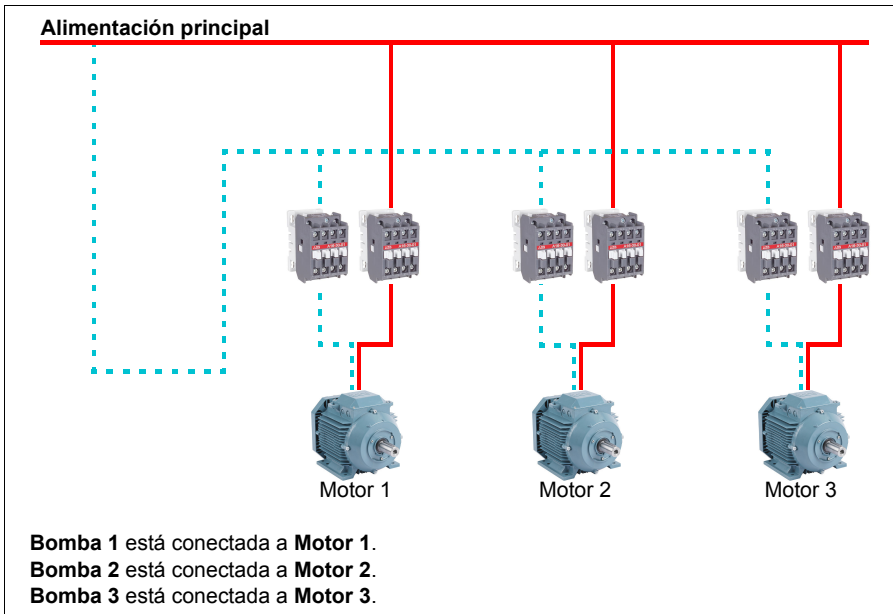 Alimentación principal
Motor 1
Motor 2
Motor 3
Bomba 1 está conectada a Motor 1.
Bomba 2 está conectada a Motor 2.
Bomba 3 está conectada a Motor 3.